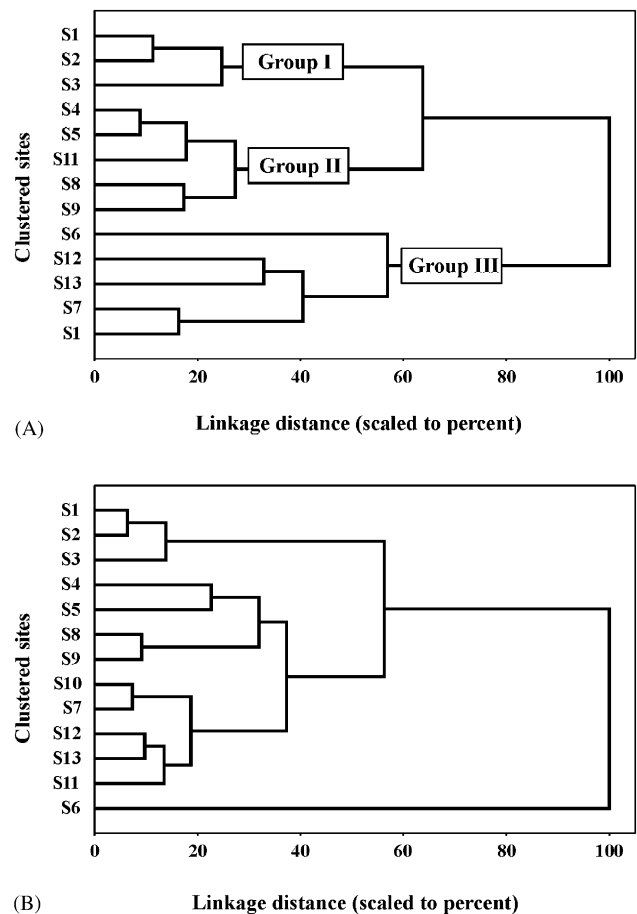 S1
S2
Group I
S3
S4
S5
S11
Group II
S8
S9
S6
S12
Group III
S13
S7
S1
Clustered sites
0 20 40 60 80 100
(A) Linkage distance (scaled to percent)
S1
S2
S3
S4
S5
S8
S9
S10
S7
S12
S13
S11
S6
Clustered sites
0 20 40 60 80 100
(B) Linkage distance (scaled to percent)